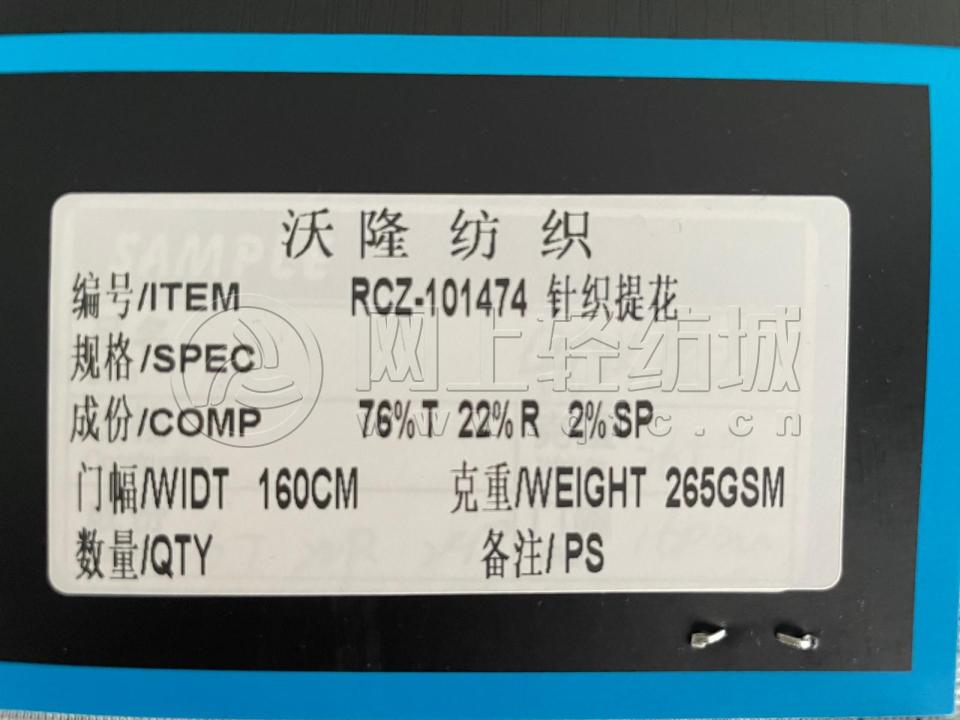 沃隆纺织
编号/ITEM RCZ-101474 针织提花
规格/SPEC
网上轻纺城
成份/COMP 76%T 22%R 2%SP
门幅/WIDT 160CM 克重/WEIGHT 265GSM
数量/QTY 备注/PS
SAMPLE